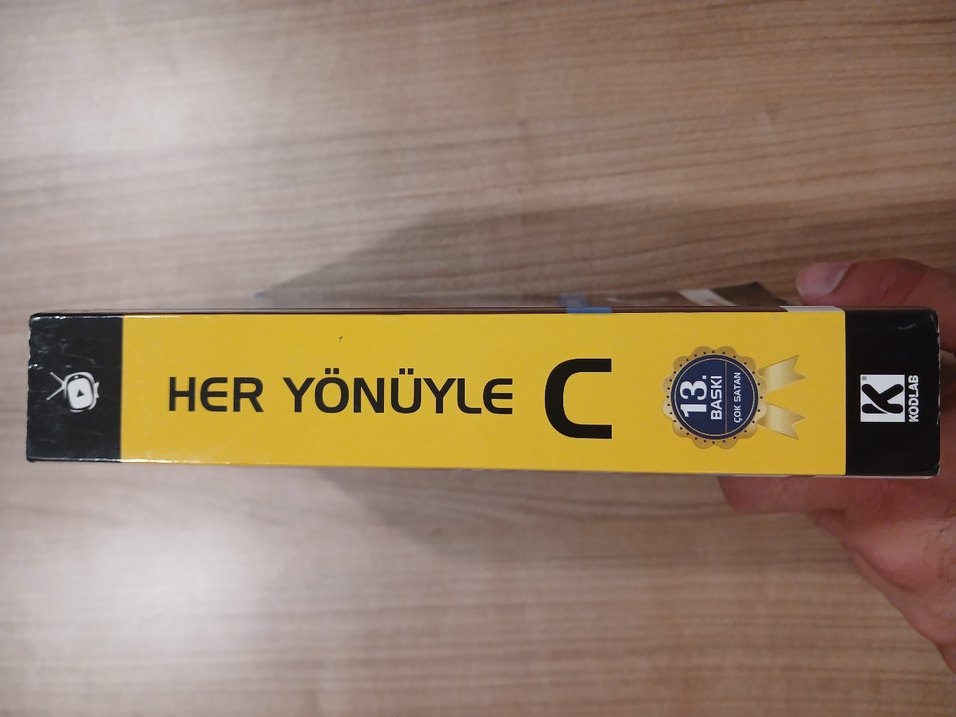 HER YÖNÜYLE C
13.
BASKI
ÇOK SATAN
K®
KODLAB